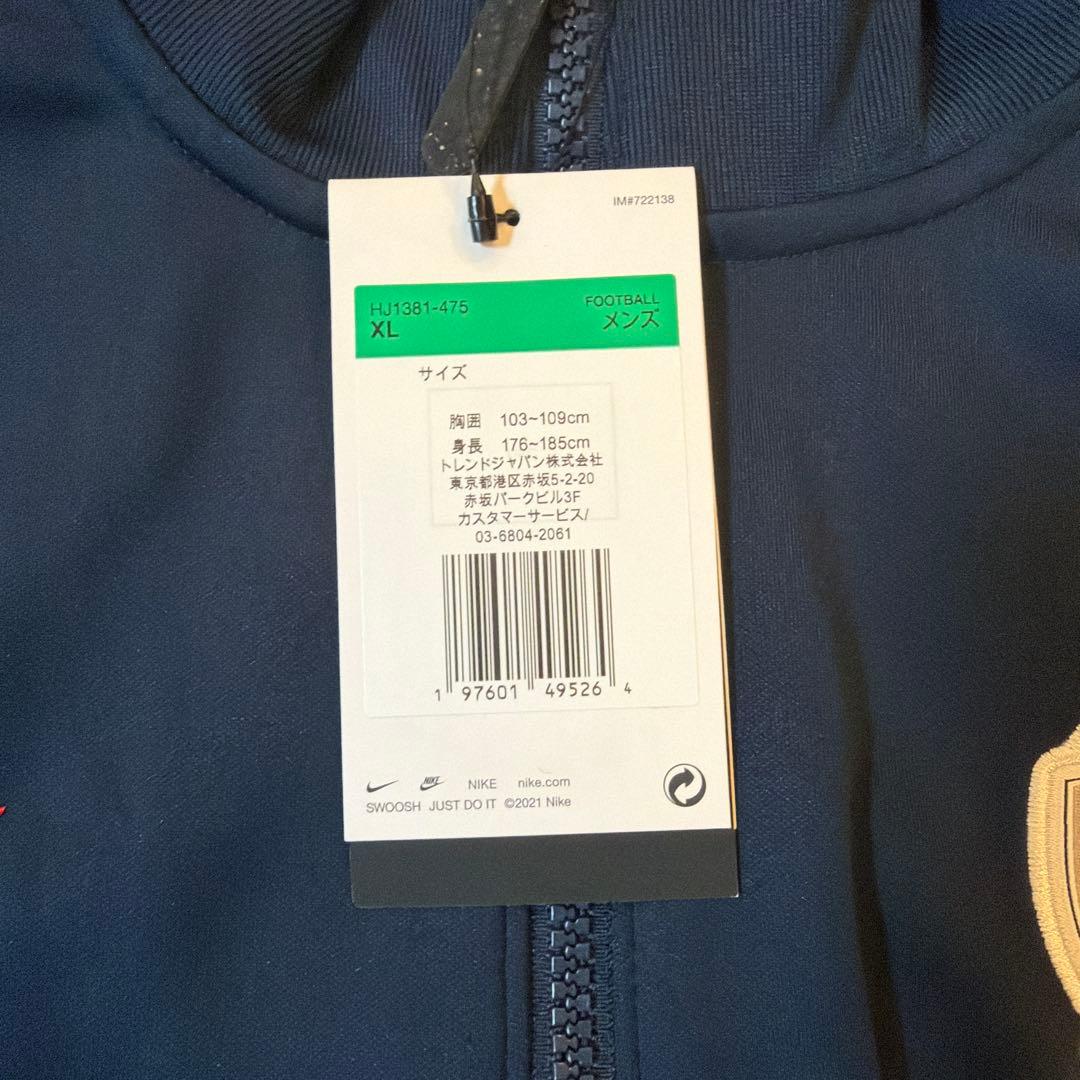 IM#722138
HJ1381-475
XL
FOOTBALL
メンズ
サイズ
胸囲 103~109cm
身長 176~185cm
トレンドジャパン株式会社
東京都港区赤坂5-2-20
赤坂パークビル3F
カスタマーサービス/
03-6804-2061
1 97601 49526 4
NIKE NIKE nike.com
SWOOSH JUST DO IT ©2021 Nike